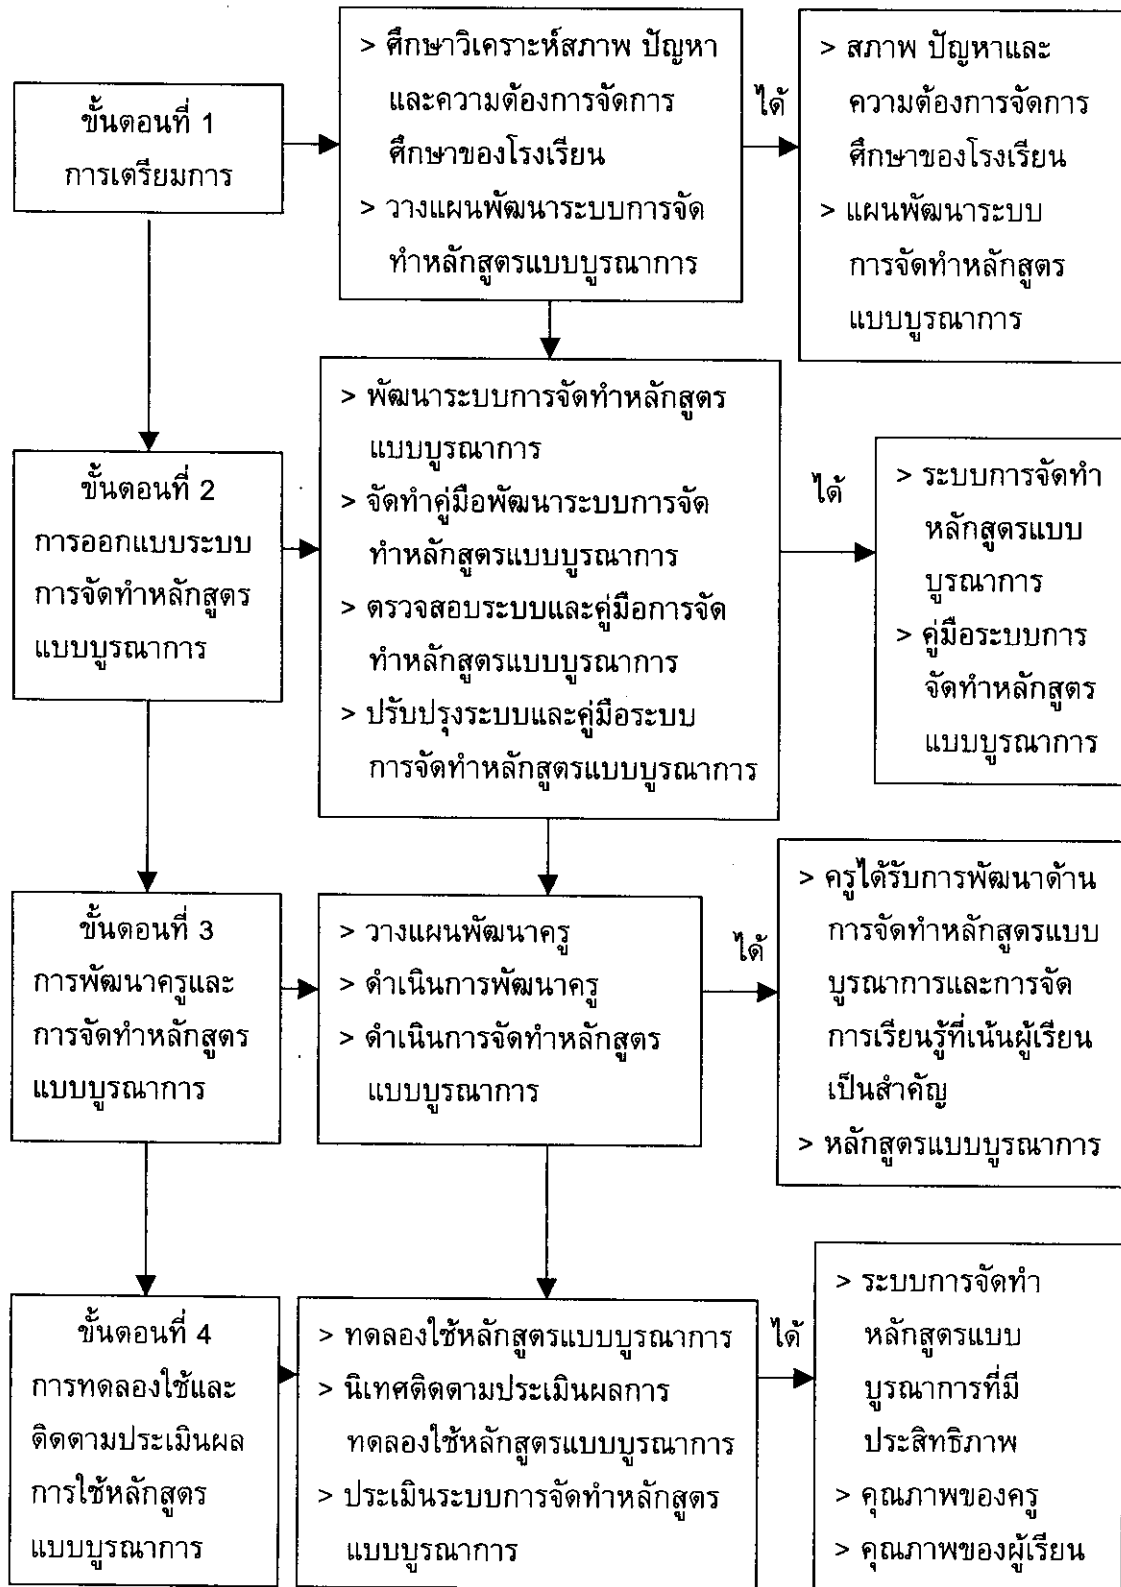 ขั้นตอนที่ 1
การเตรียมการ
> ศึกษาวิเคราะห์สภาพ ปัญหา
และความต้องการจัดการ
ศึกษาของโรงเรียน
> วางแผนพัฒนาระบบการจัด
ทำหลักสูตรแบบบูรณาการ
ได้
> สภาพ ปัญหาและ
ความต้องการจัดการ
ศึกษาของโรงเรียน
> แผนพัฒนาระบบ
การจัดทำหลักสูตร
แบบบูรณาการ
ขั้นตอนที่ 2
การออกแบบระบบ
การจัดทำหลักสูตร
แบบบูรณาการ
> พัฒนาระบบการจัดทำหลักสูตร
แบบบูรณาการ
> จัดทำคู่มือพัฒนาระบบการจัด
ทำหลักสูตรแบบบูรณาการ
> ตรวจสอบระบบและคู่มือการจัด
ทำหลักสูตรแบบบูรณาการ
> ปรับปรุงระบบและคู่มือระบบ
การจัดทำหลักสูตรแบบบูรณาการ
ได้
> ระบบการจัดทำ
หลักสูตรแบบ
บูรณาการ
> คู่มือระบบการ
จัดทำหลักสูตร
แบบบูรณาการ
ขั้นตอนที่ 3
การพัฒนาครูและ
การจัดทำหลักสูตร
แบบบูรณาการ
> วางแผนพัฒนาครู
> ดำเนินการพัฒนาครู
> ดำเนินการจัดทำหลักสูตร
แบบบูรณาการ
ได้
> ครูได้รับการพัฒนาด้าน
การจัดทำหลักสูตรแบบ
บูรณาการและการจัด
การเรียนรู้ที่เน้นผู้เรียน
เป็นสำคัญ
> หลักสูตรแบบบูรณาการ
ขั้นตอนที่ 4
การทดลองใช้และ
ติดตามประเมินผล
การใช้หลักสูตร
แบบบูรณาการ
> ทดลองใช้หลักสูตรแบบบูรณาการ
> นิเทศติดตามประเมินผลการ
ทดลองใช้หลักสูตรแบบบูรณาการ
> ประเมินระบบการจัดทำหลักสูตร
แบบบูรณาการ
ได้
> ระบบการจัดทำ
หลักสูตรแบบ
บูรณาการที่มี
ประสิทธิภาพ
> คุณภาพของครู
> คุณภาพของผู้เรียน